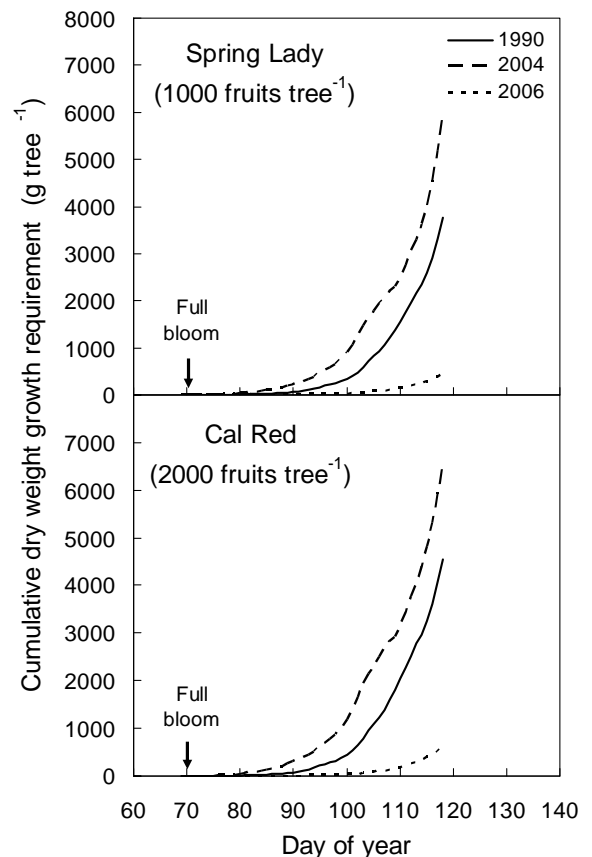 Cumulative dry weight growth requirement (g tree⁻¹)
8000
7000
6000
5000
4000
3000
2000
1000
0
Spring Lady
(1000 fruits tree⁻¹)
1990
2004
2006
Full
bloom
7000
6000
5000
4000
3000
2000
1000
0
Cal Red
(2000 fruits tree⁻¹)
Full
bloom
60 70 80 90 100 110 120 130 140
Day of year